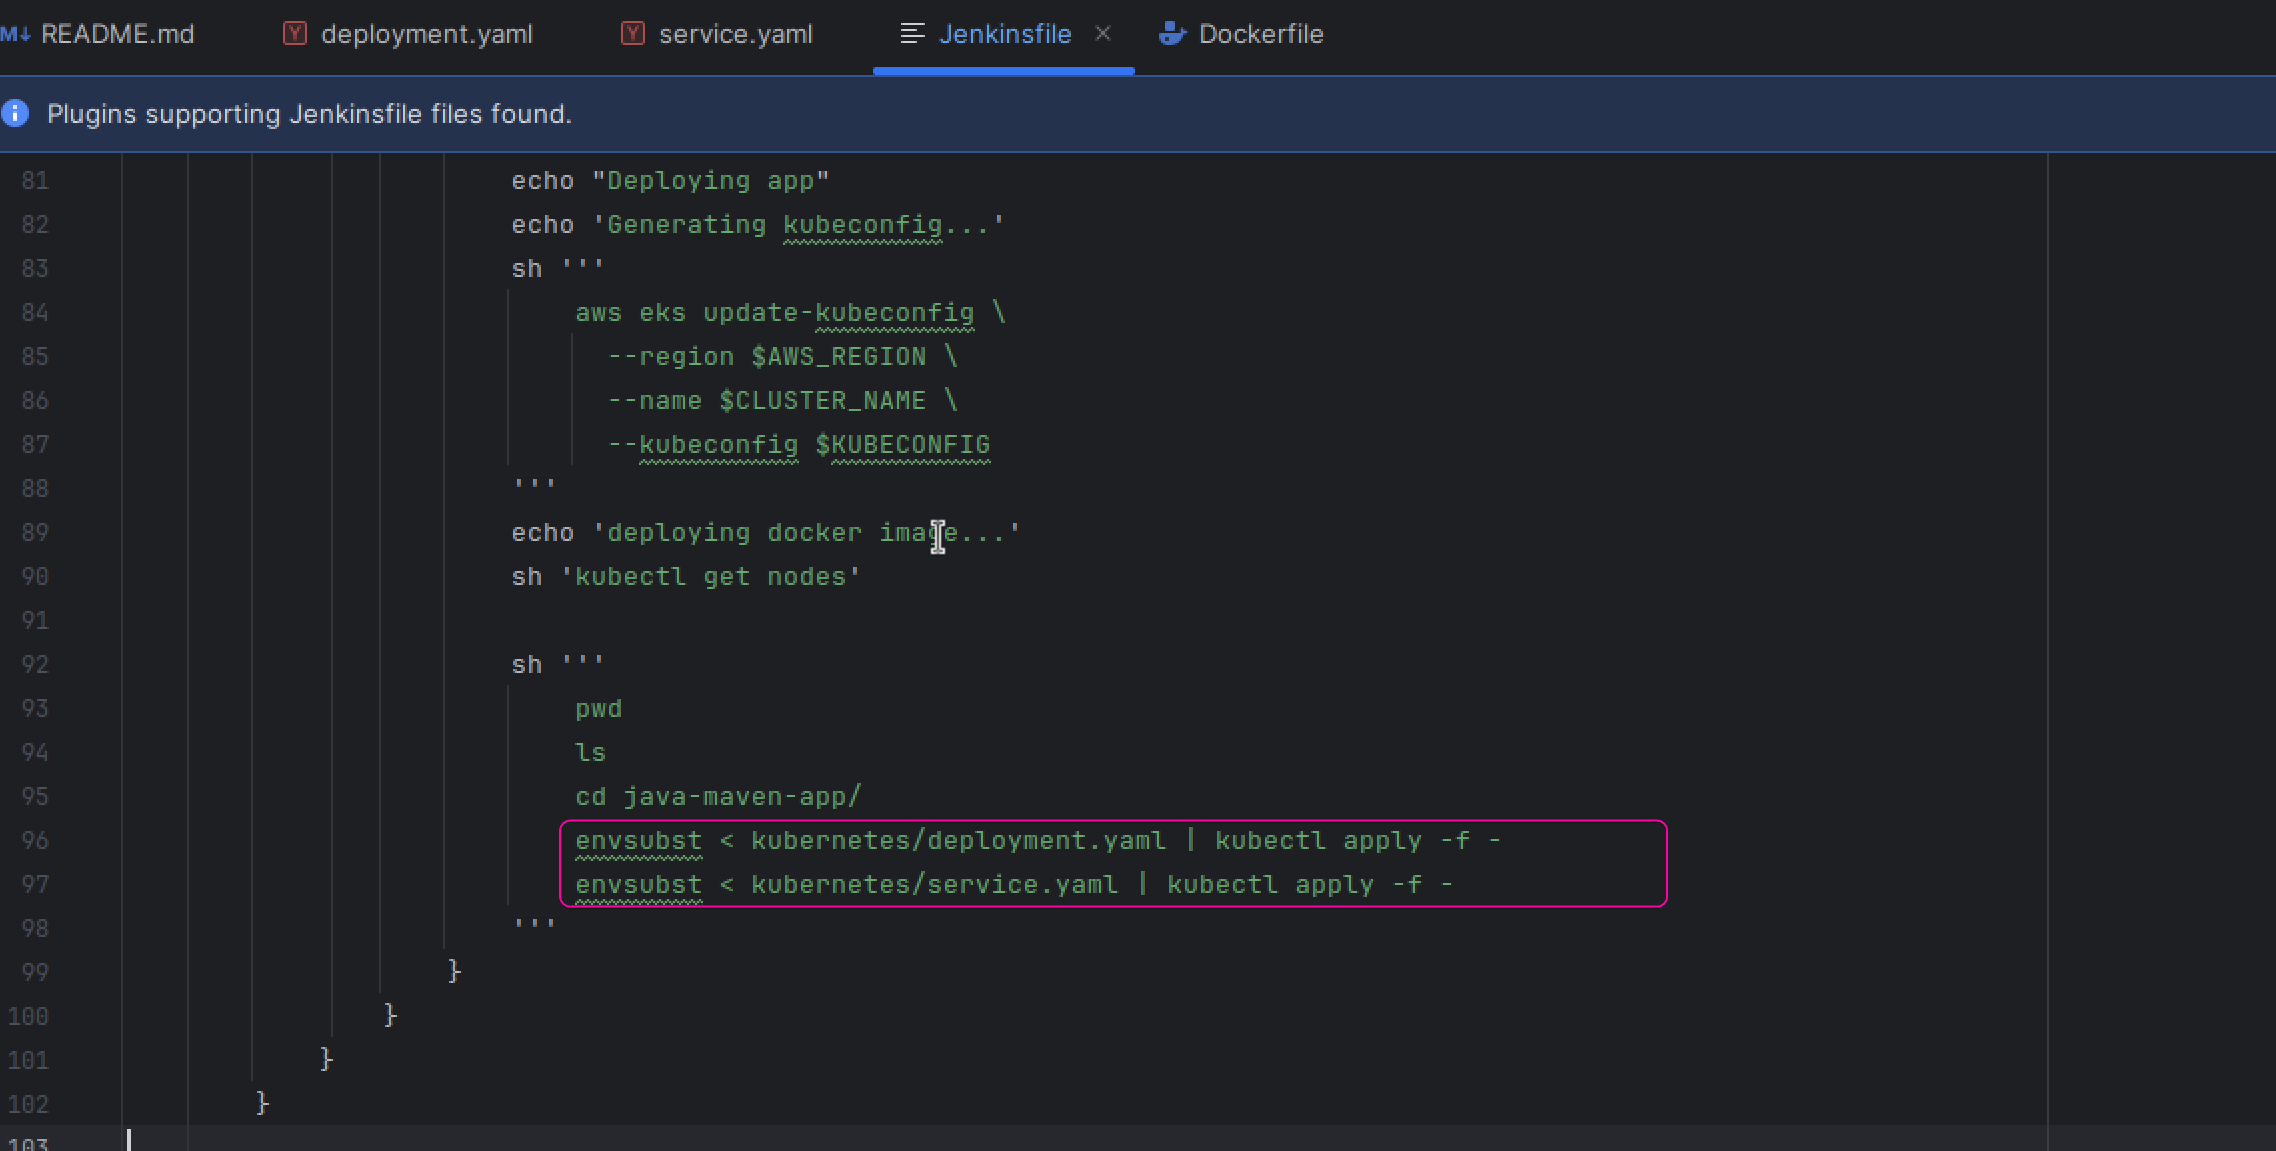 M↓ README.md Y deployment.yaml Y service.yaml Jenkinsfile × Dockerfile
i Plugins supporting Jenkinsfile files found.
81 echo "Deploying app"
82 echo 'Generating kubeconfig...'
83 sh '''
84 aws eks update-kubeconfig \
85 --region $AWS_REGION \
86 --name $CLUSTER_NAME \
87 --kubeconfig $KUBECONFIG
88 '''
89 echo 'deploying docker image...'
90 sh 'kubectl get nodes'
91
92 sh '''
93 pwd
94 ls
95 cd java-maven-app/
96 envsubst < kubernetes/deployment.yaml | kubectl apply -f -
97 envsubst < kubernetes/service.yaml | kubectl apply -f -
98 '''
99 }
100 }
101 }
102 }
103